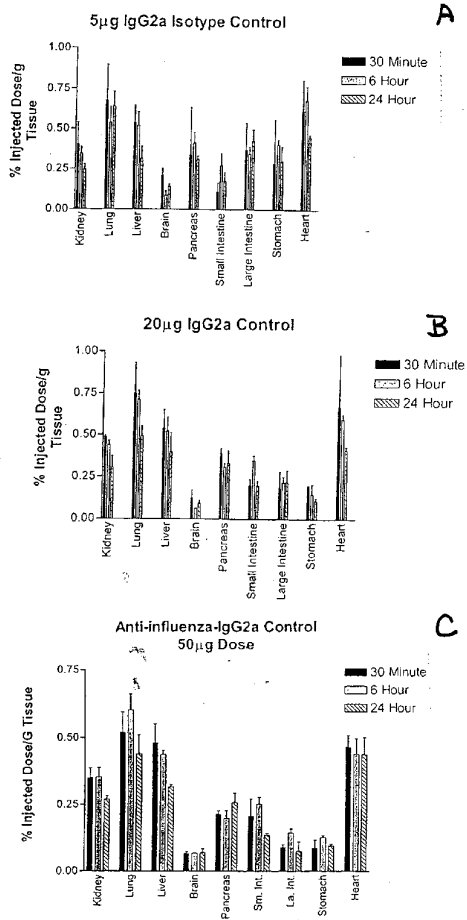 5µg IgG2a Isotype Control
A
% Injected Dose/g
Tissue
1.00
0.75
0.50
0.25
0.00
30 Minute
6 Hour
24 Hour
Kidney
Lung
Liver
Brain
Pancreas
Small Intestine
Large Intestine
Stomach
Heart
20µg IgG2a Control
B
% Injected Dose/g
Tissue
1.00
0.75
0.50
0.25
0.00
30 Minute
6 Hour
24 Hour
Kidney
Lung
Liver
Brain
Pancreas
Small Intestine
Large Intestine
Stomach
Heart
Anti-influenza-IgG2a Control
50µg Dose
C
% Injected Dose/G Tissue
0.75
0.50
0.25
0.00
30 Minute
6 Hour
24 Hour
Kidney
Lung
Liver
Brain
Pancreas
Sm. Int.
La. Int.
Stomach
Heart